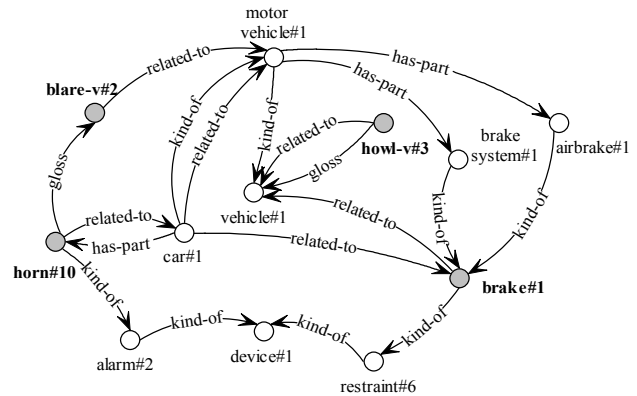 motor
vehicle#1
related-to
has-part
blare-v#2
has-part
kind-of
related-to
kind-of
related-to
howl-v#3
gloss
brake
system#1
airbrake#1
gloss
vehicle#1
related-to
kind-of
kind-of
related-to
has-part
car#1
related-to
horn#10
brake#1
kind-of
kind-of
kind-of
kind-of
alarm#2
device#1
restraint#6